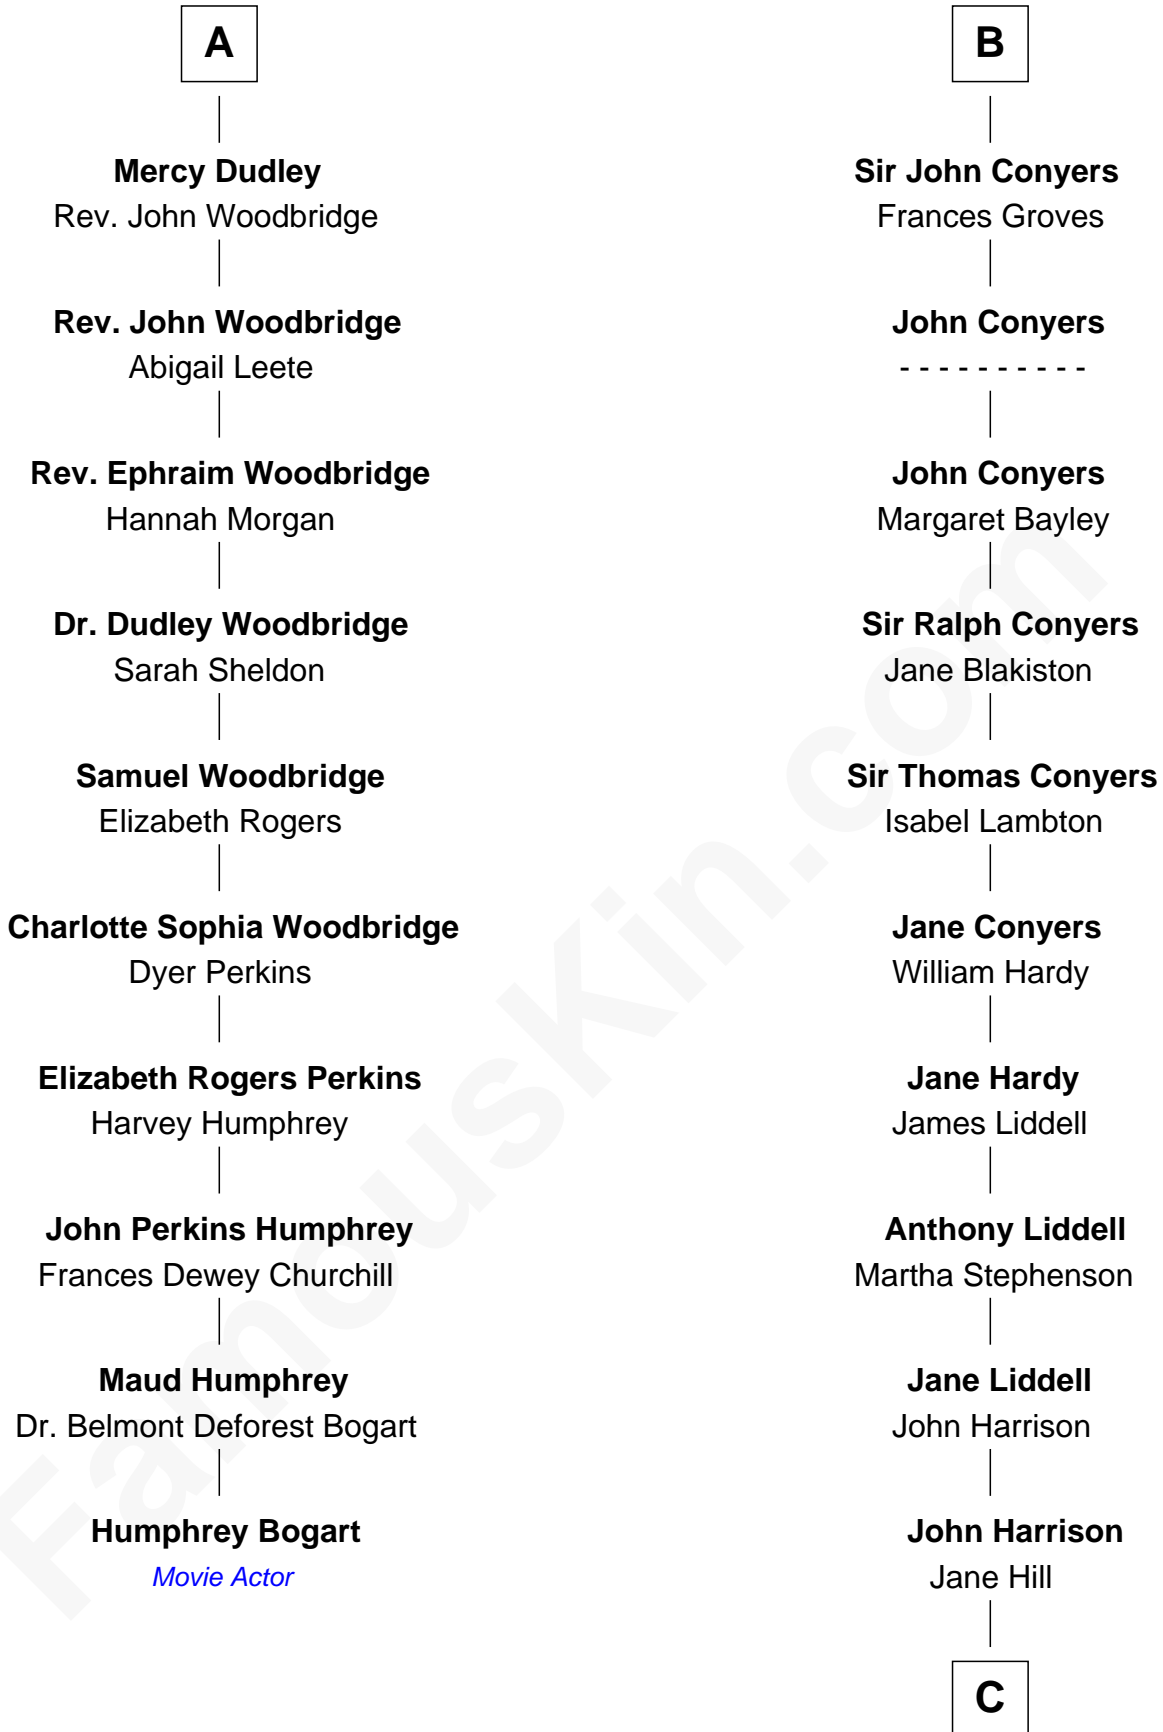 A
Mercy Dudley
Rev. John Woodbridge
Rev. John Woodbridge
Abigail Leete
Rev. Ephraim Woodbridge
Hannah Morgan
Dr. Dudley Woodbridge
Sarah Sheldon
Samuel Woodbridge
Elizabeth Rogers
Charlotte Sophia Woodbridge
Dyer Perkins
Elizabeth Rogers Perkins
Harvey Humphrey
John Perkins Humphrey
Frances Dewey Churchill
Maud Humphrey
Dr. Belmont Deforest Bogart
Humphrey Bogart
Movie Actor
B
Sir John Conyers
Frances Groves
John Conyers
- - - - - - - - - -
John Conyers
Margaret Bayley
Sir Ralph Conyers
Jane Blakiston
Sir Thomas Conyers
Isabel Lambton
Jane Conyers
William Hardy
Jane Hardy
James Liddell
Anthony Liddell
Martha Stephenson
Jane Liddell
John Harrison
John Harrison
Jane Hill
C
FamousKin.com